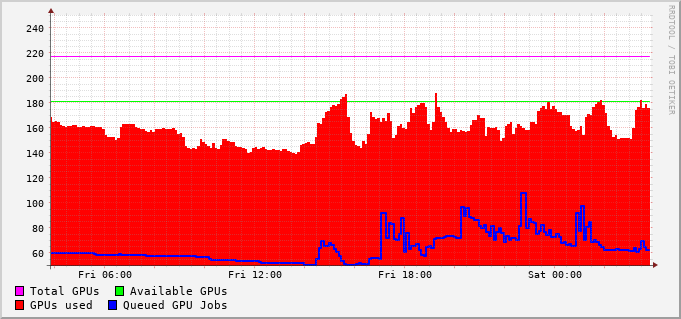 RRDTOOL / TOBI OETIKER
240
220
200
180
160
140
120
100
80
60
Fri 06:00 Fri 12:00 Fri 18:00 Sat 00:00
Total GPUs Available GPUs
GPUs used Queued GPU Jobs